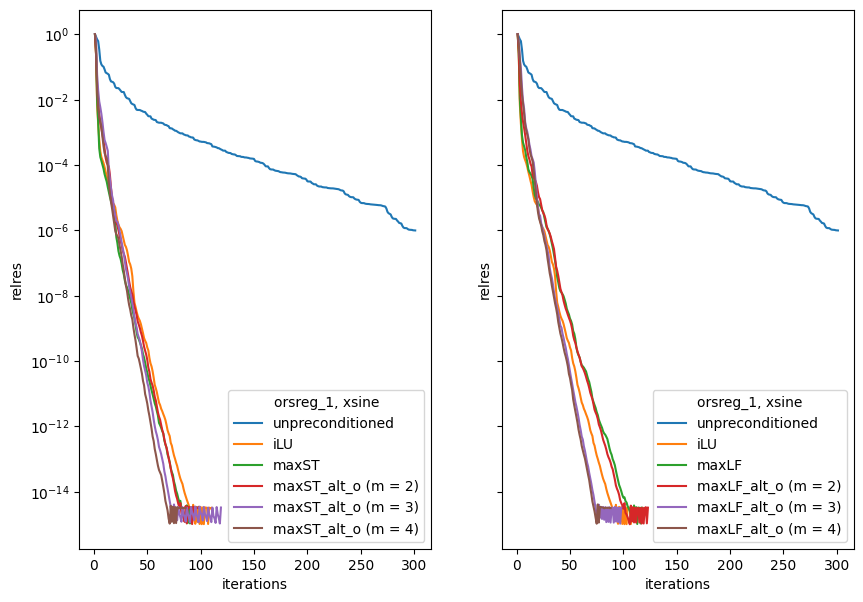 10⁰
10⁻²
10⁻⁴
10⁻⁶
10⁻⁸
10⁻¹⁰
10⁻¹²
10⁻¹⁴
relres
0 50 100 150 200 250 300
iterations
orsreg_1, xsine
unpreconditioned
iLU
maxST
maxST_alt_o (m = 2)
maxST_alt_o (m = 3)
maxST_alt_o (m = 4)
relres
0 50 100 150 200 250 300
iterations
orsreg_1, xsine
unpreconditioned
iLU
maxLF
maxLF_alt_o (m = 2)
maxLF_alt_o (m = 3)
maxLF_alt_o (m = 4)